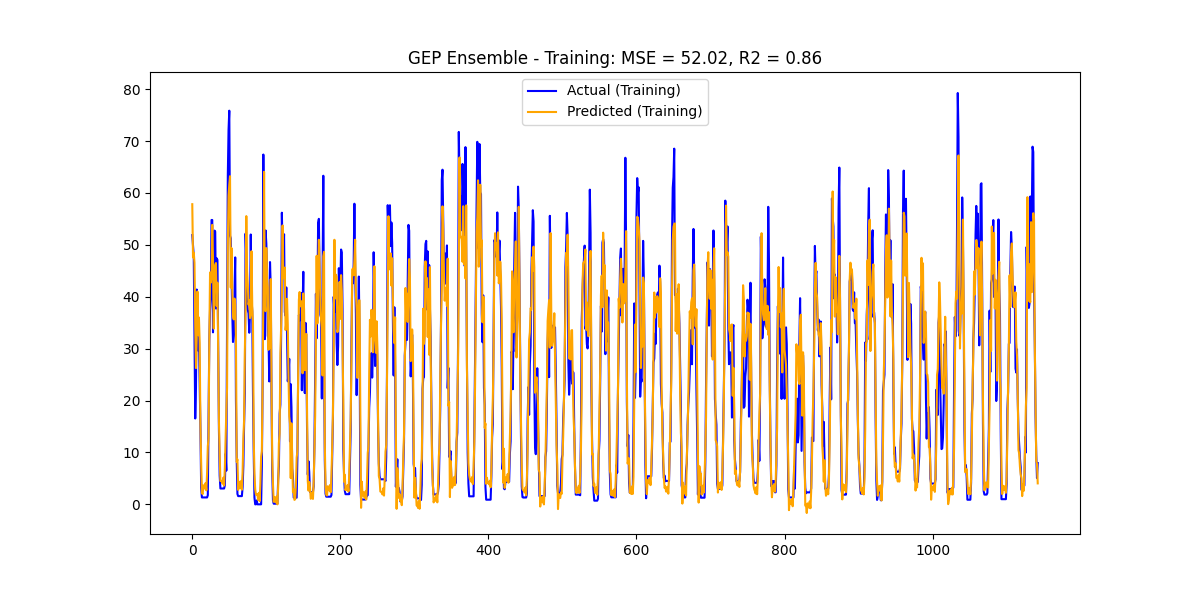 GEP Ensemble - Training: MSE = 52.02, R2 = 0.86
Actual (Training)
Predicted (Training)
80
70
60
50
40
30
20
10
0
0 200 400 600 800 1000